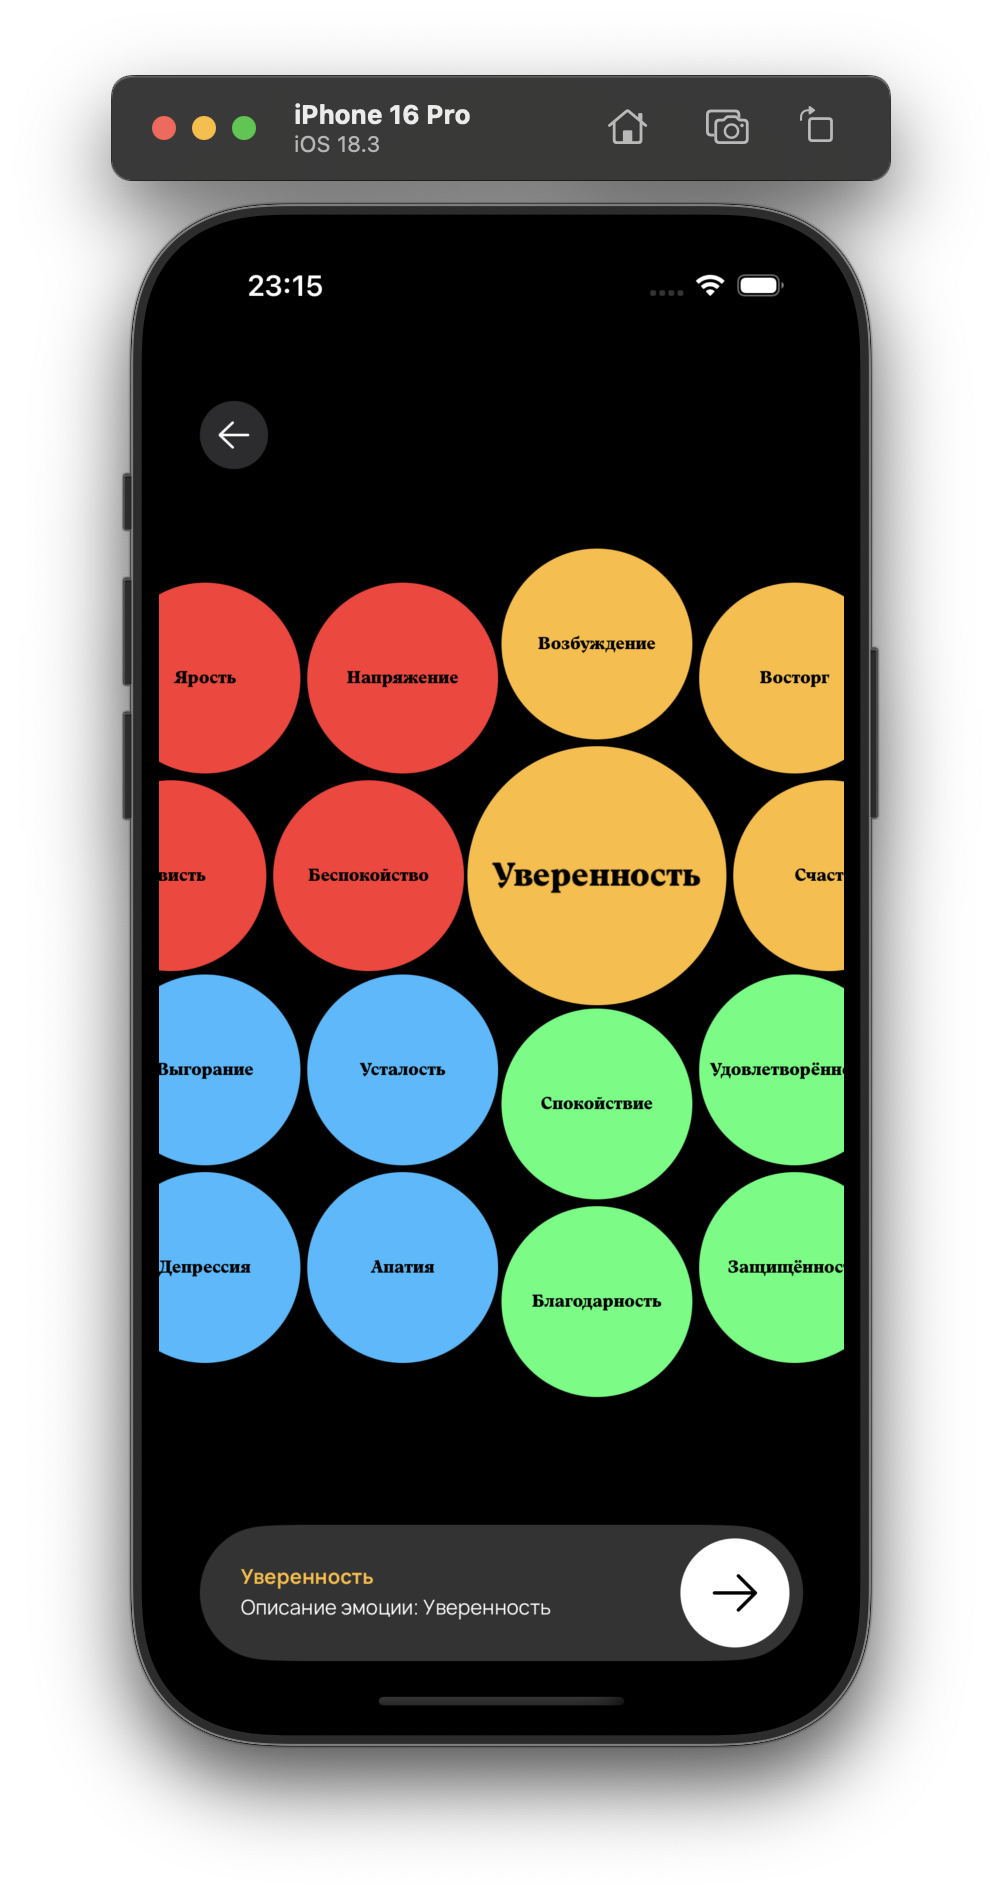 iPhone 16 Pro
iOS 18.3
23:15
Возбуждение
Ярость
Напряжение
Восторг
висть
Беспокойство
Уверенность
Счаст
Выгорание
Усталость
Спокойствие
Удовлетворённо
Депрессия
Апатия
Благодарность
Защищённос
Уверенность
Описание эмоции: Уверенность